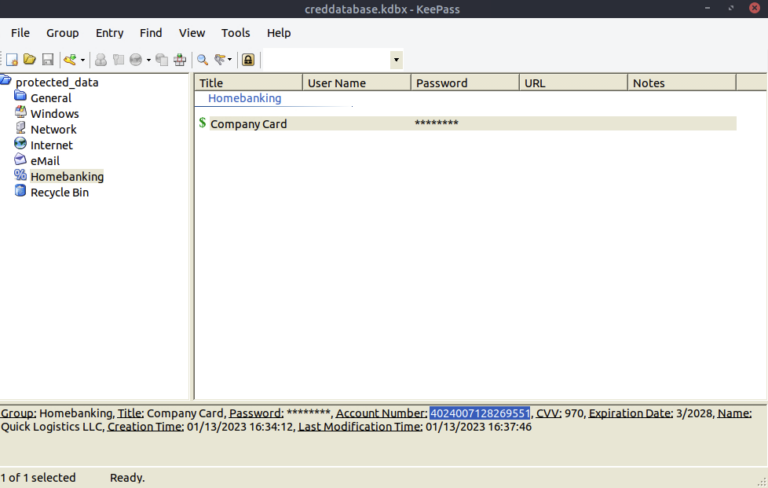 creddatabase.kdbx - KeePass
File Group Entry Find View Tools Help
protected_data
General
Windows
Network
Internet
eMail
Homebanking
Recycle Bin
Title User Name Password URL Notes
Homebanking
$ Company Card ********
Group: Homebanking, Title: Company Card, Password: ********, Account Number: 4024007128269551, CVV: 970, Expiration Date: 3/2028, Name:
Quick Logistics LLC, Creation Time: 01/13/2023 16:34:12, Last Modification Time: 01/13/2023 16:37:46
1 of 1 selected Ready.